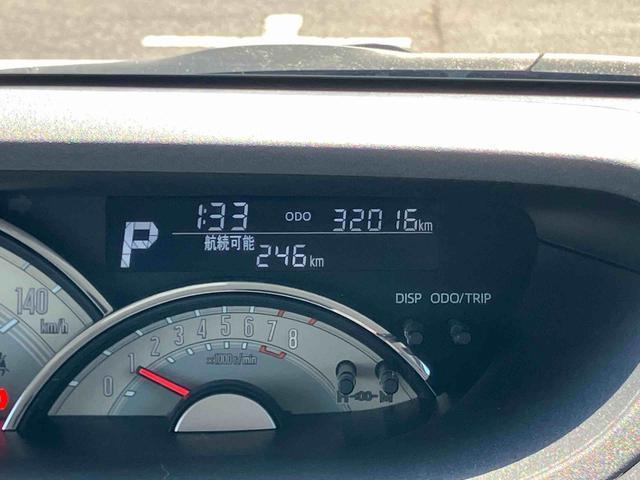 P 1:33 ODO 32016km
航続可能 246km
DISP ODO/TRIP
140 km/h
0 1 2 3 4 5 6 7 8
x1000r/min